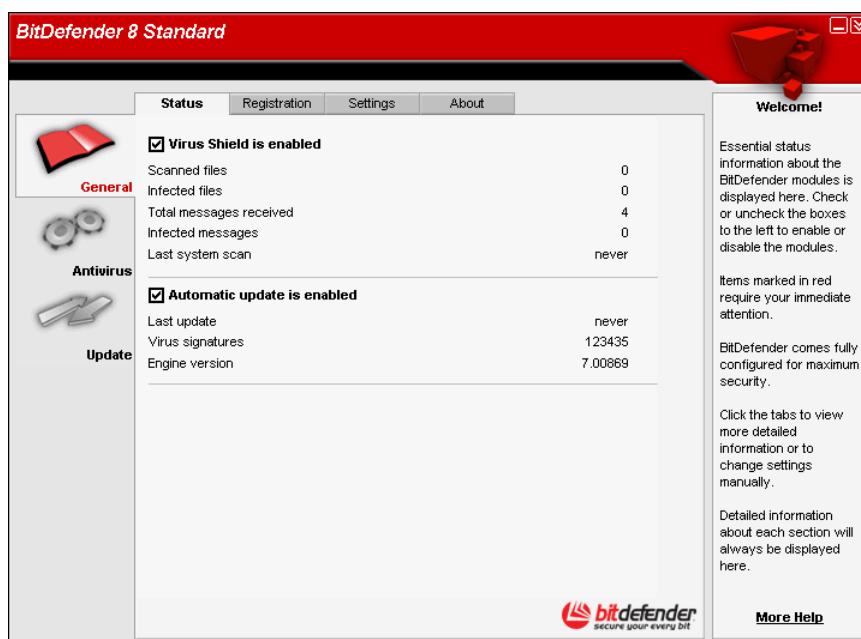 BitDefender 8 Standard
Status Registration Settings About
General
Antivirus
Update
Virus Shield is enabled
Scanned files 0
Infected files 0
Total messages received 4
Infected messages 0
Last system scan never
Automatic update is enabled
Last update never
Virus signatures 123435
Engine version 7.00869
bitdefender
secure your every bit
Welcome!
Essential status
information about the
BitDefender modules is
displayed here. Check
or uncheck the boxes
to the left to enable or
disable the modules.
Items marked in red
require your immediate
attention.
BitDefender comes fully
configured for maximum
security.
Click the tabs to view
more detailed
information or to
change settings
manually.
Detailed information
about each section will
always be displayed
here.
More Help